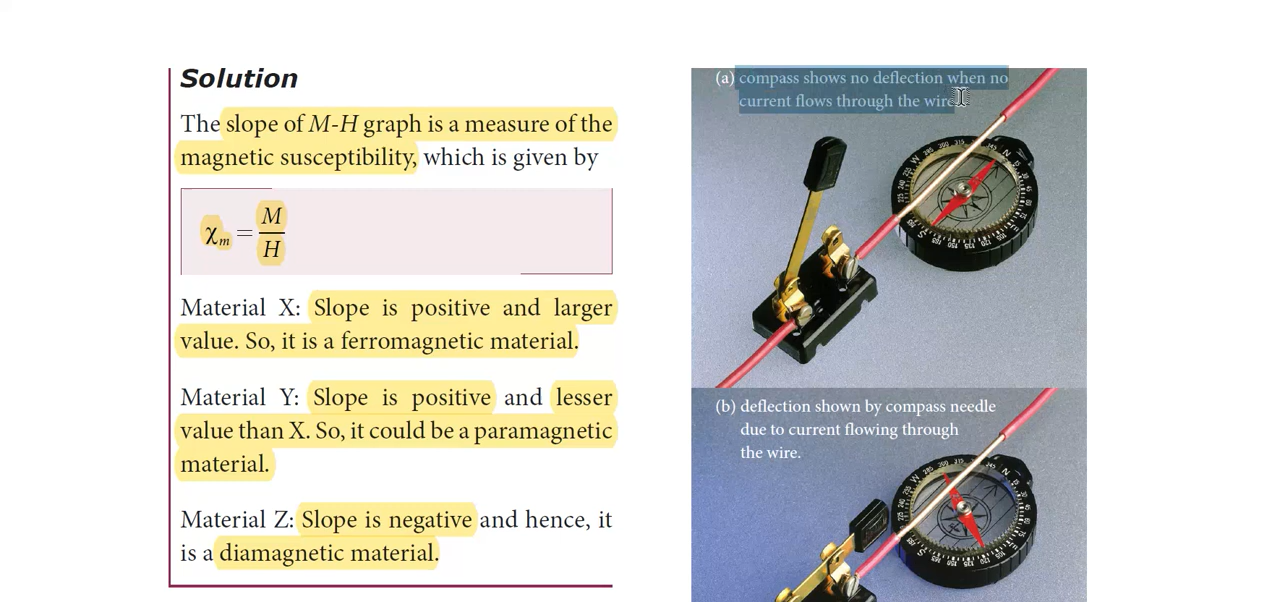 Solution
The slope of M-H graph is a measure of the
magnetic susceptibility, which is given by
χm = M/H
Material X: Slope is positive and larger
value. So, it is a ferromagnetic material.
Material Y: Slope is positive and lesser
value than X. So, it could be a paramagnetic
material.
Material Z: Slope is negative and hence, it
is a diamagnetic material.
(a) compass shows no deflection when no
current flows through the wire
(b) deflection shown by compass needle
due to current flowing through
the wire.